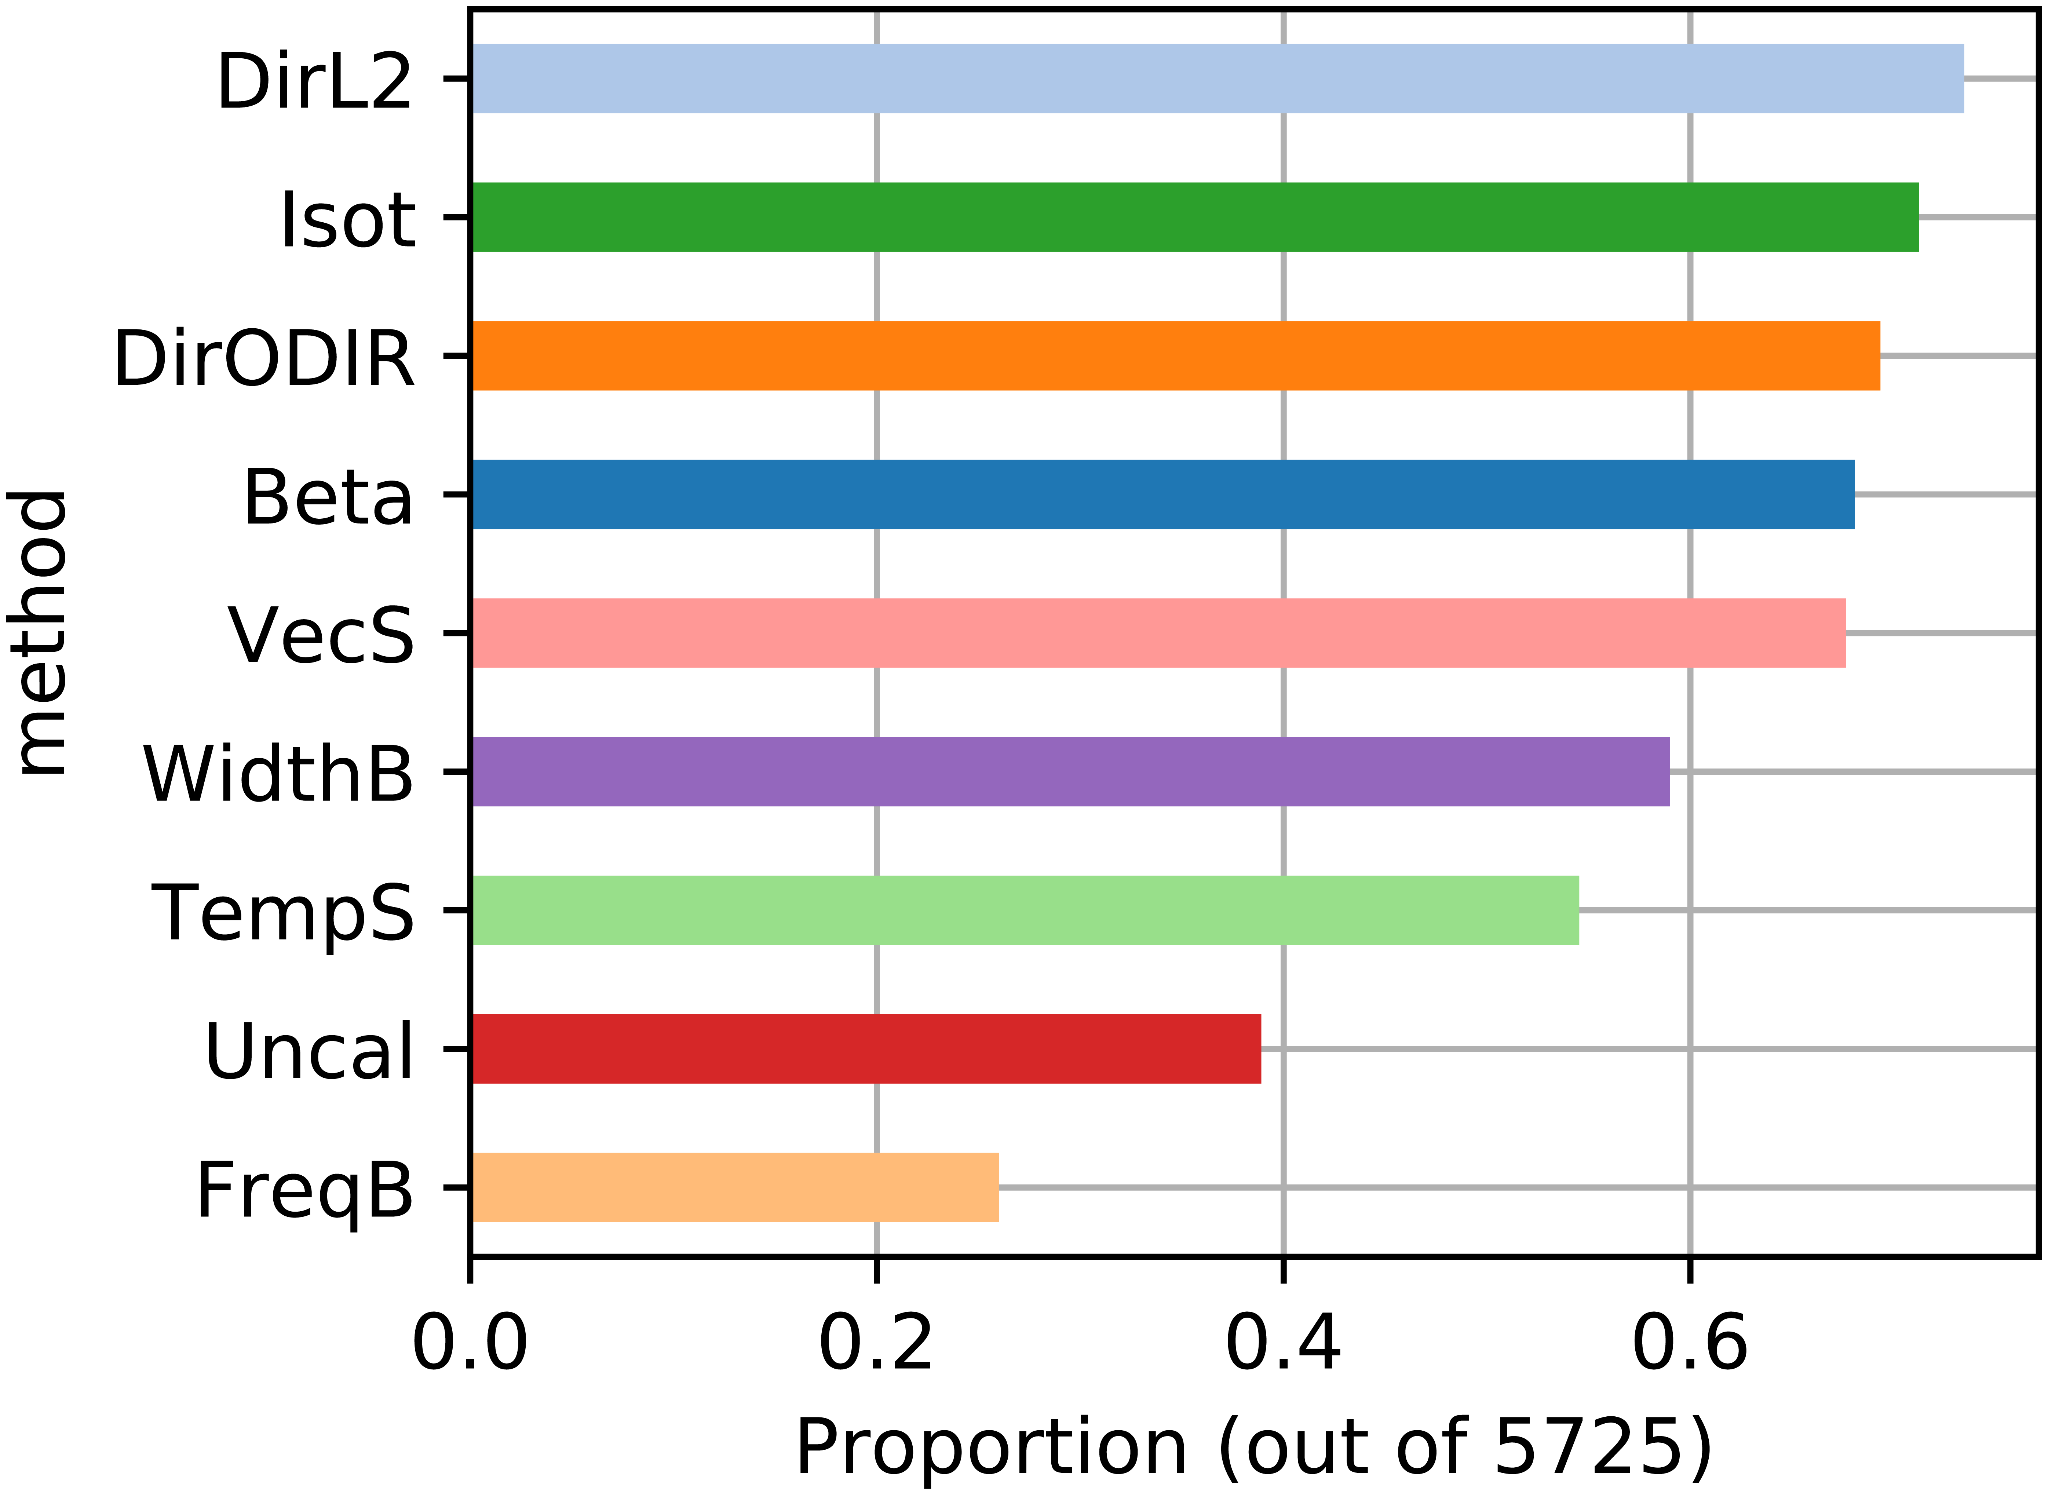 DirL2
Isot
DirODIR
Beta
VecS
WidthB
TempS
Uncal
FreqB
method
0.0 0.2 0.4 0.6
Proportion (out of 5725)